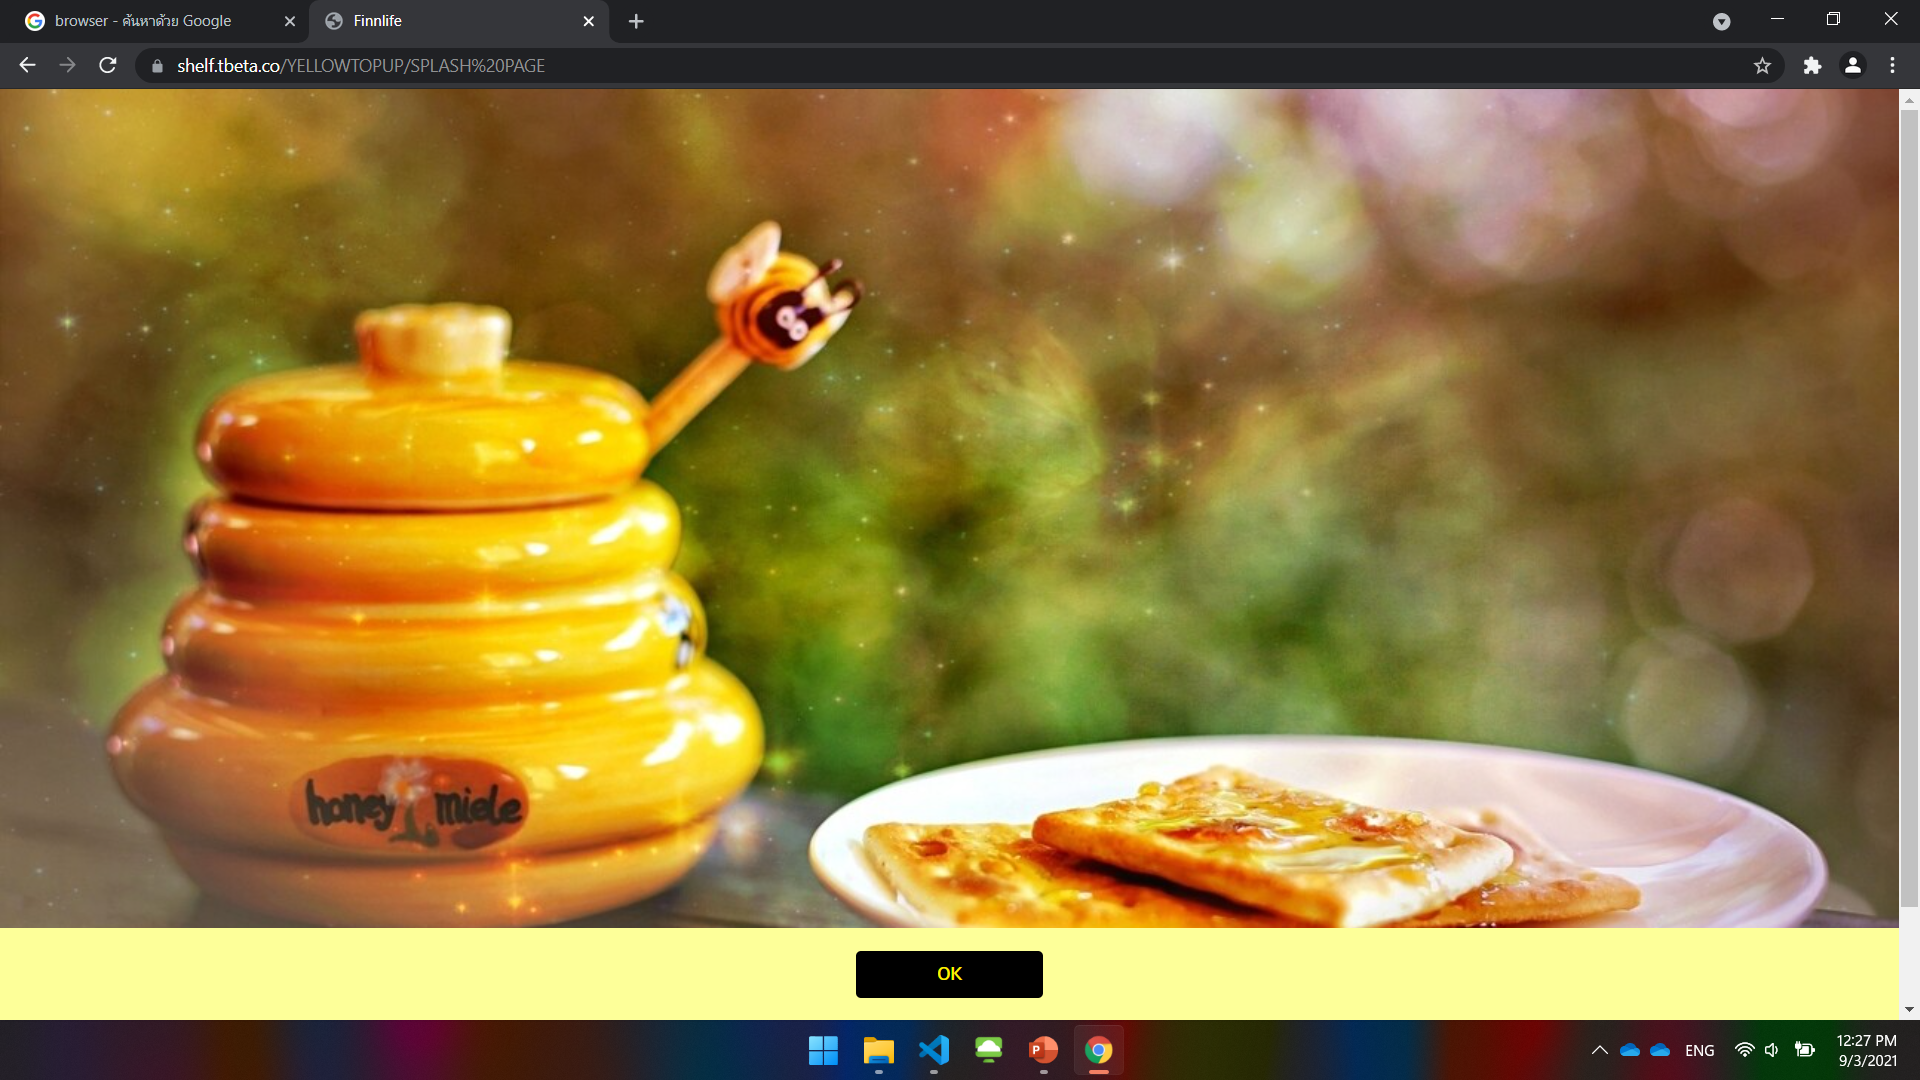 browser - ค้นหาด้วย Google
Finnlife
shelf.tbeta.co/YELLOWTOPUP/SPLASH%20PAGE
honey miele
OK
P
ENG
12:27 PM
9/3/2021